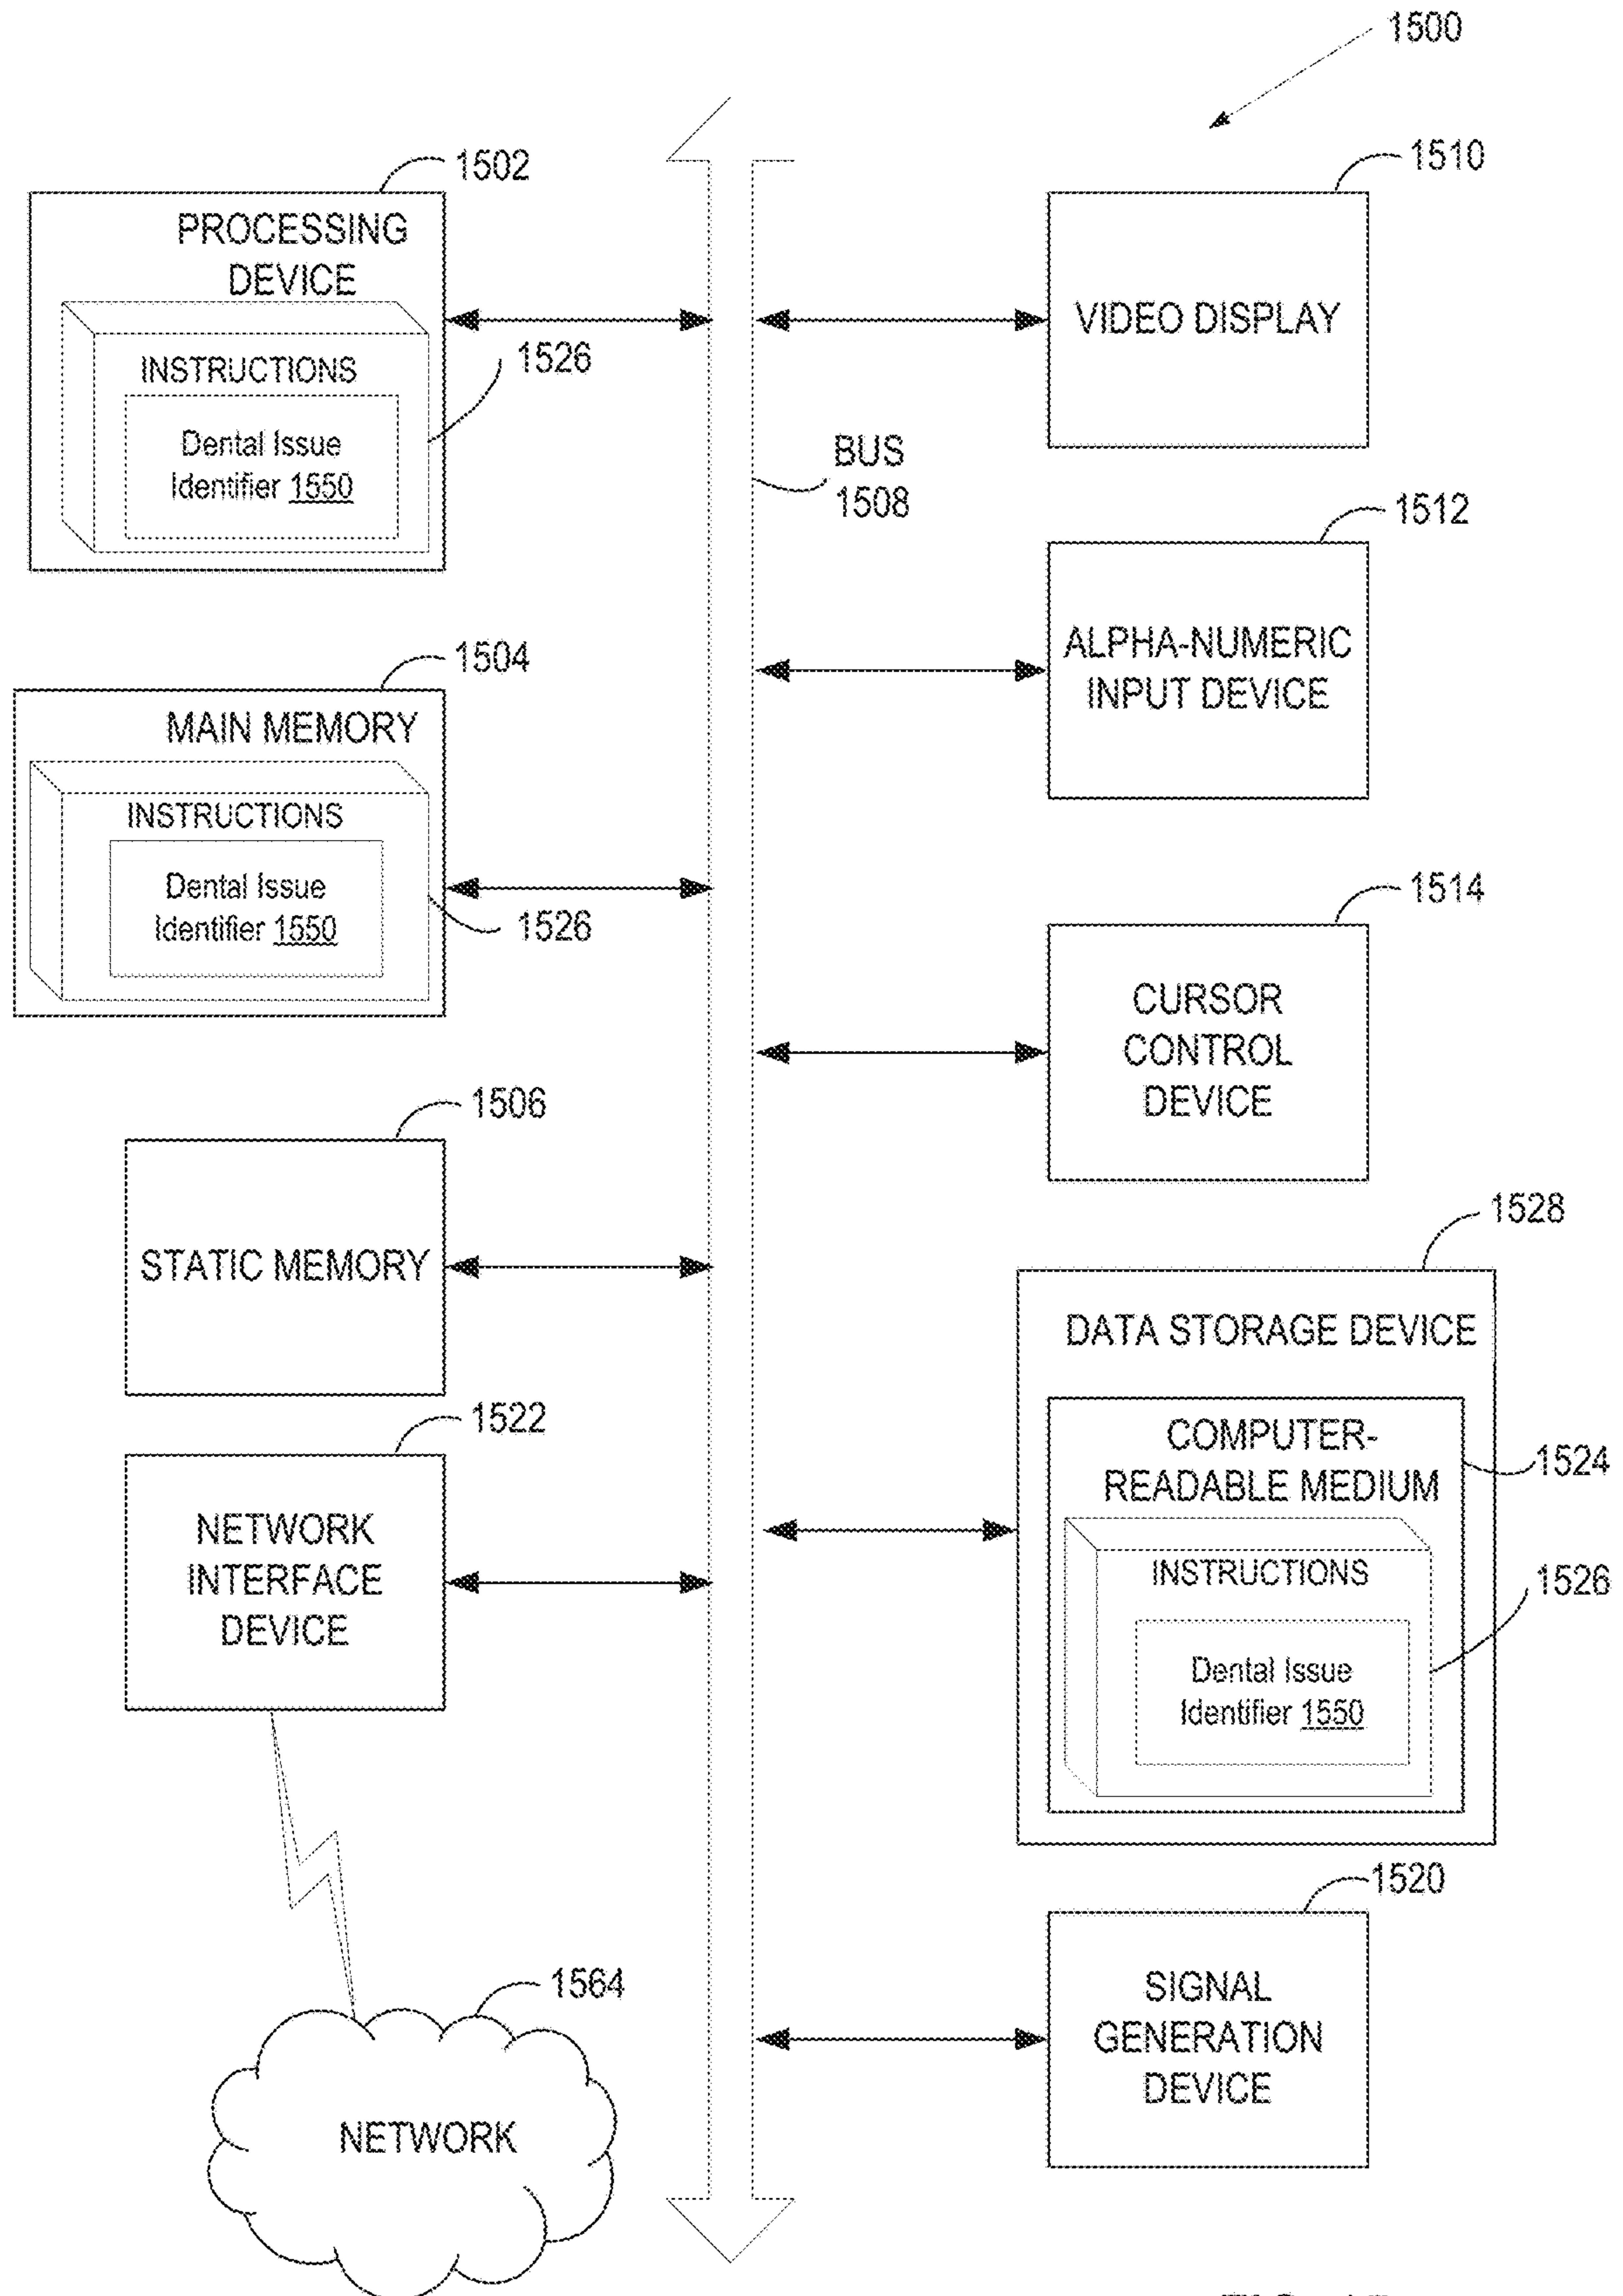 1500
1502
PROCESSING
DEVICE
INSTRUCTIONS
Dental Issue
Identifier 1550
1526
1504
MAIN MEMORY
INSTRUCTIONS
Dental Issue
Identifier 1550
1526
1506
STATIC MEMORY
1522
NETWORK
INTERFACE
DEVICE
1564
NETWORK
BUS
1508
1510
VIDEO DISPLAY
1512
ALPHA-NUMERIC
INPUT DEVICE
1514
CURSOR
CONTROL
DEVICE
1528
DATA STORAGE DEVICE
COMPUTER-
READABLE MEDIUM
1524
INSTRUCTIONS
1526
Dental Issue
Identifier 1550
1520
SIGNAL
GENERATION
DEVICE